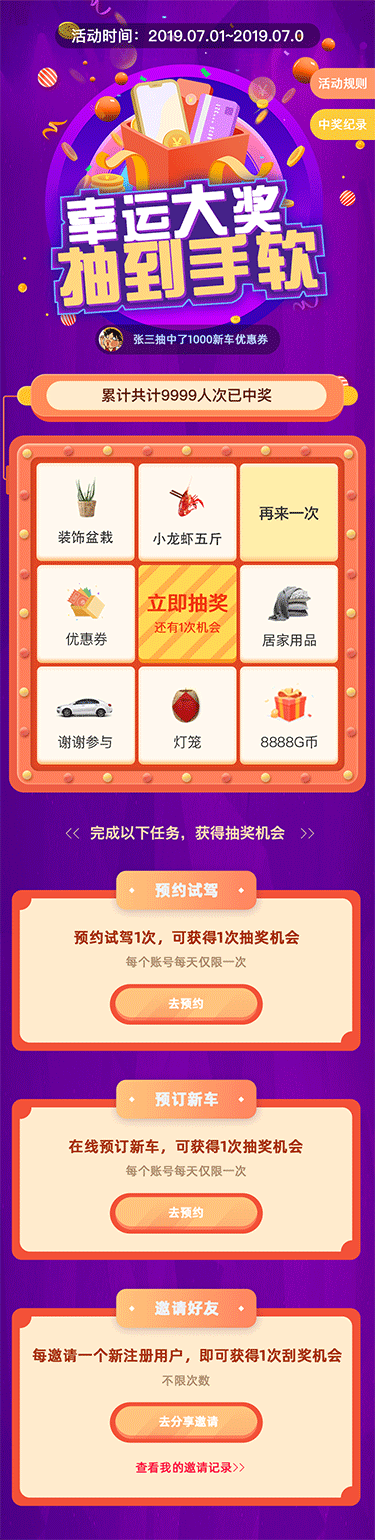 活动时间：2019.07.01~2019.07.0
活动规则
中奖纪录
幸运大奖
抽到手软
张三抽中了1000新车优惠券
累计共计9999人次已中奖
装饰盆栽
小龙虾五斤
再来一次
优惠券
立即抽奖
还有1次机会
居家用品
谢谢参与
灯笼
8888G币
<< 完成以下任务，获得抽奖机会 >>
预约试驾
预约试驾1次，可获得1次抽奖机会
每个账号每天仅限一次
去预约
预订新车
在线预订新车，可获得1次抽奖机会
每个账号每天仅限一次
去预约
邀请好友
每邀请一个新注册用户，即可获得1次刮奖机会
不限次数
去分享邀请
查看我的邀请记录>>